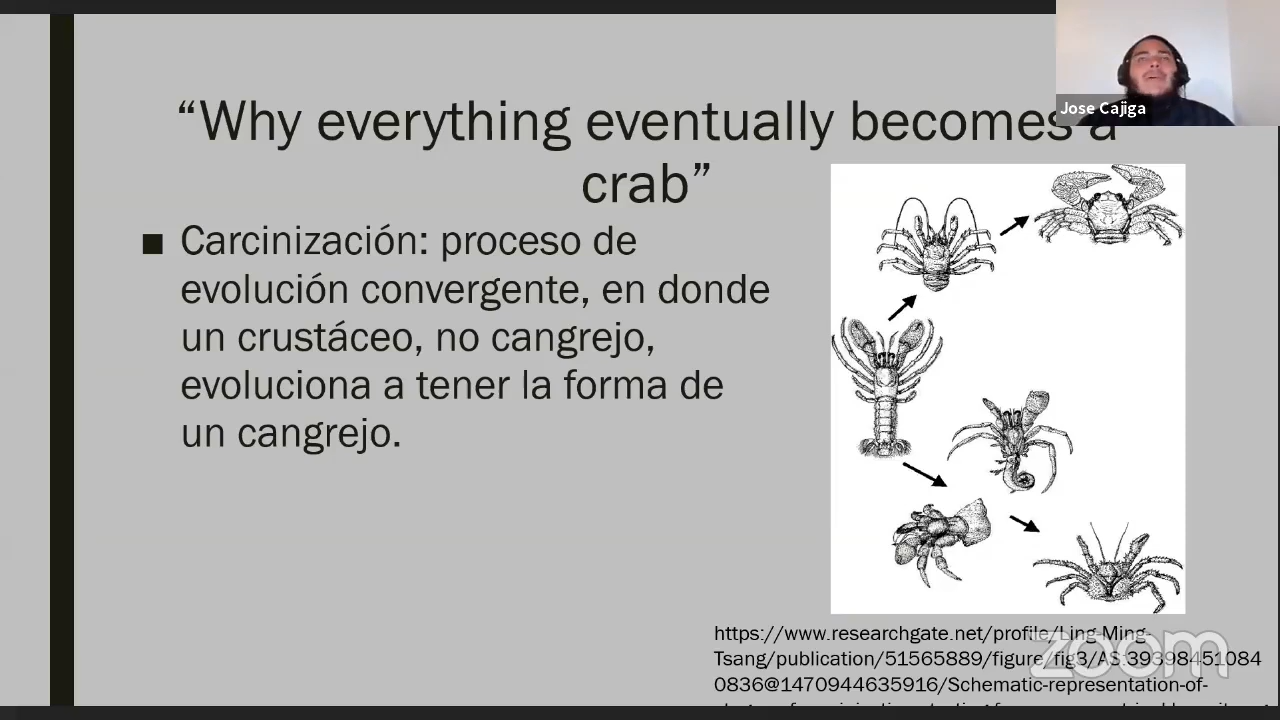 “Why everything eventually becomes a
crab”
Jose Cajiga
■ Carcinización: proceso de
evolución convergente, en donde
un crustáceo, no cangrejo,
evoluciona a tener la forma de
un cangrejo.
https://www.researchgate.net/profile/Ling-Ming-
Tsang/publication/51565889/figure/fig3/AS:39398451084
0836@1470944635916/Schematic-representation-of-
zoom